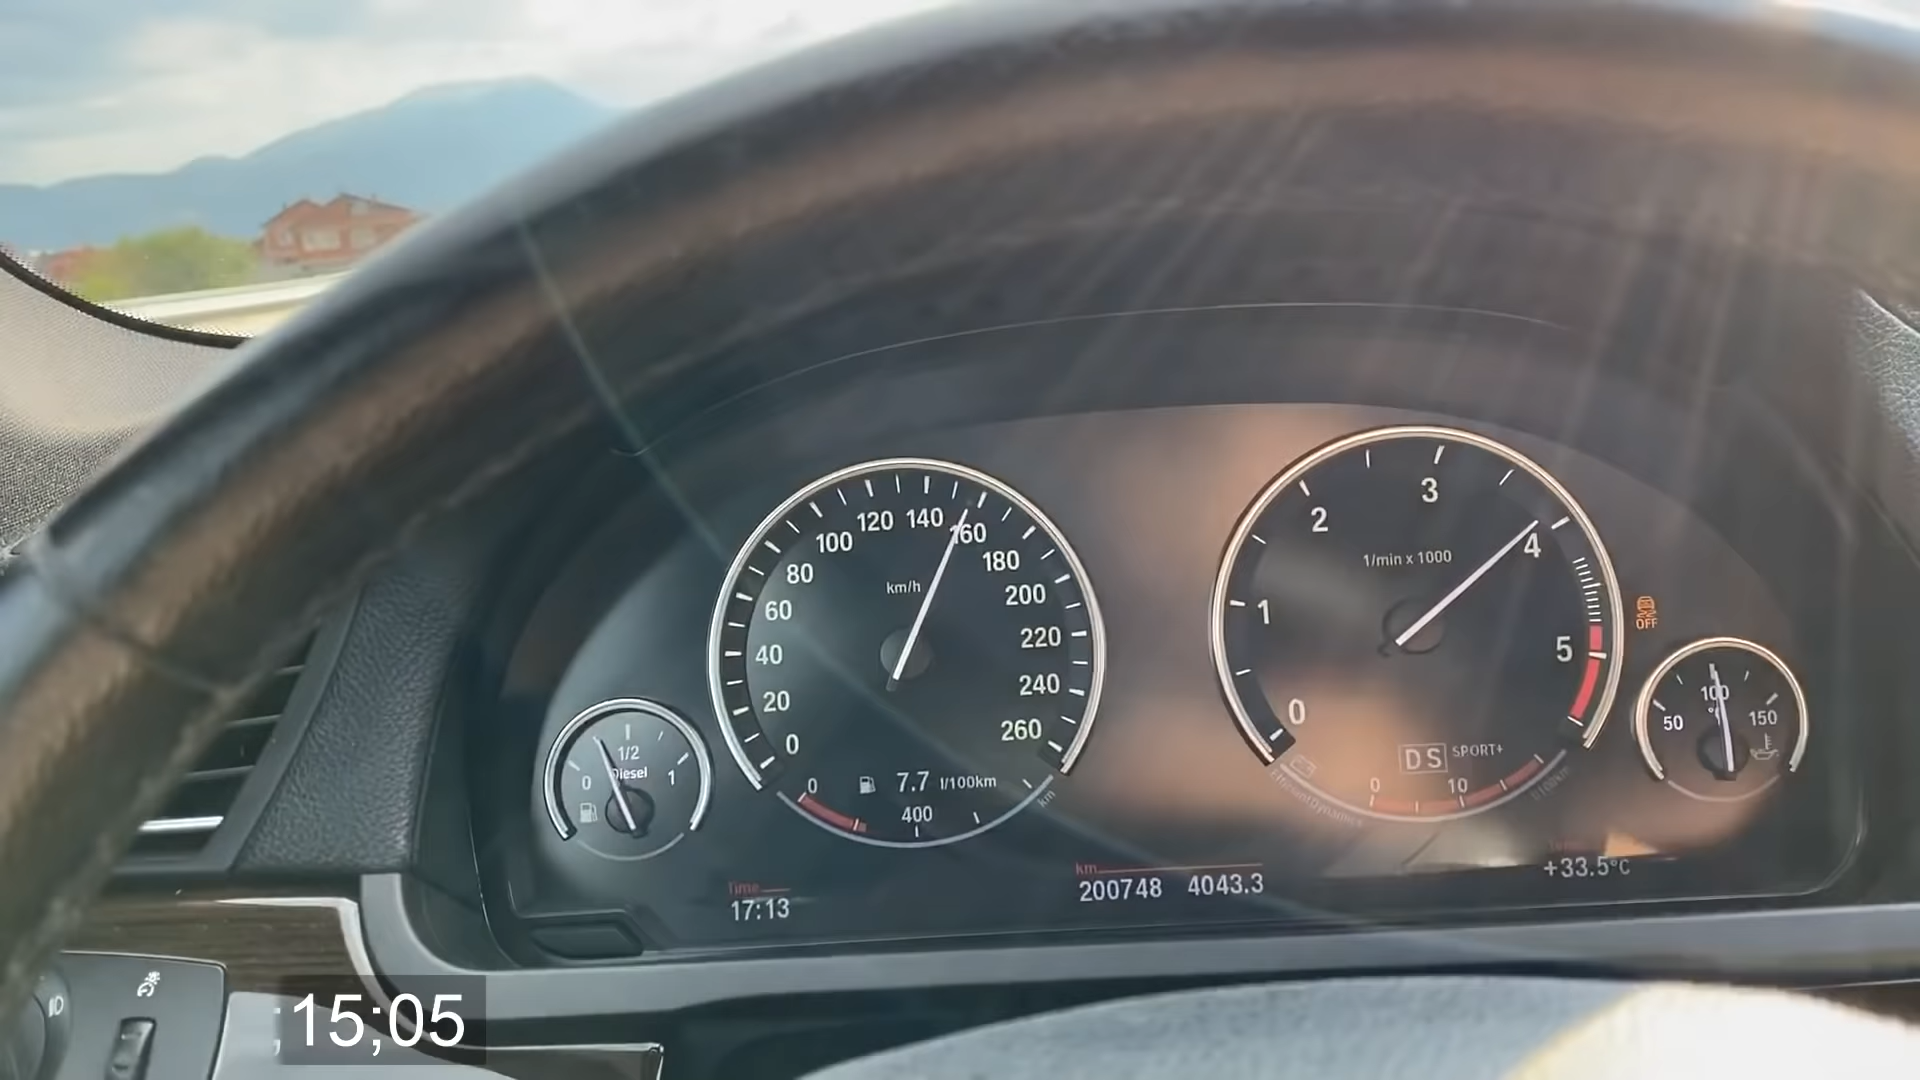 0
20
40
60
80
100
120
140
160
180
200
220
240
260
km/h
7.7 l/100km
0
400
km
0
1/2
1
Diesel
0
1
2
3
4
5
1/min x 1000
DS SPORT+
0
10
EfficientDynamics
OFF
50
100
150
°C
Time
17:13
km
200748 4043.3
+33.5°C
;15;05